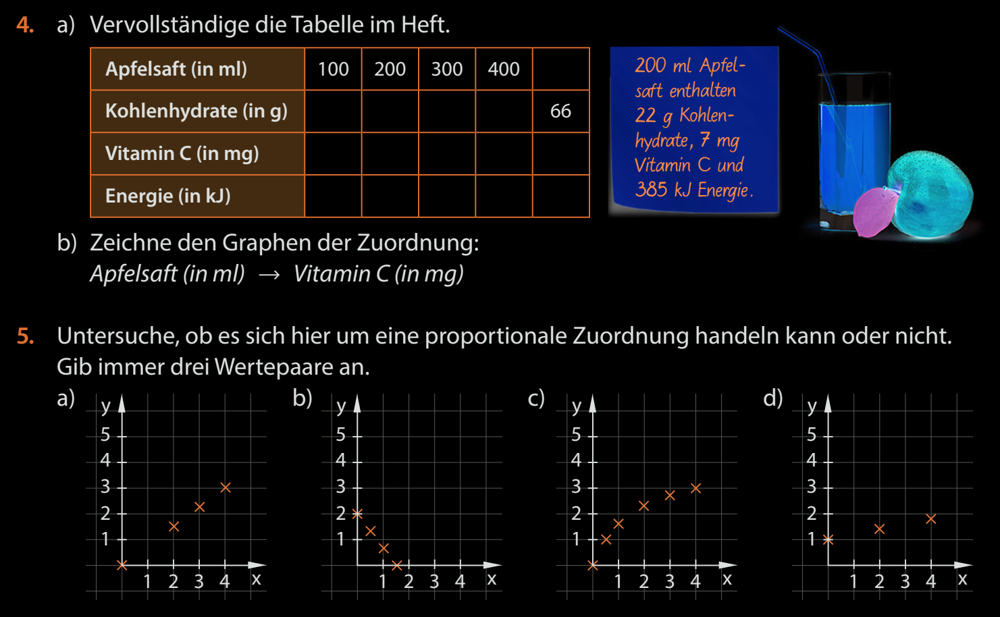 4. a) Vervollständige die Tabelle im Heft.
Apfelsaft (in ml) 100 200 300 400
Kohlenhydrate (in g) 66
Vitamin C (in mg)
Energie (in kJ)
200 ml Apfel-
saft enthalten
22 g Kohlen-
hydrate, 7 mg
Vitamin C und
385 kJ Energie.
b) Zeichne den Graphen der Zuordnung:
Apfelsaft (in ml) → Vitamin C (in mg)
5. Untersuche, ob es sich hier um eine proportionale Zuordnung handeln kann oder nicht.
Gib immer drei Wertepaare an.
a)
y
5
4
3
2
1
1 2 3 4 x
b)
y
5
4
3
2
1
1 2 3 4 x
c)
y
5
4
3
2
1
1 2 3 4 x
d)
y
5
4
3
2
1
1 2 3 4 x